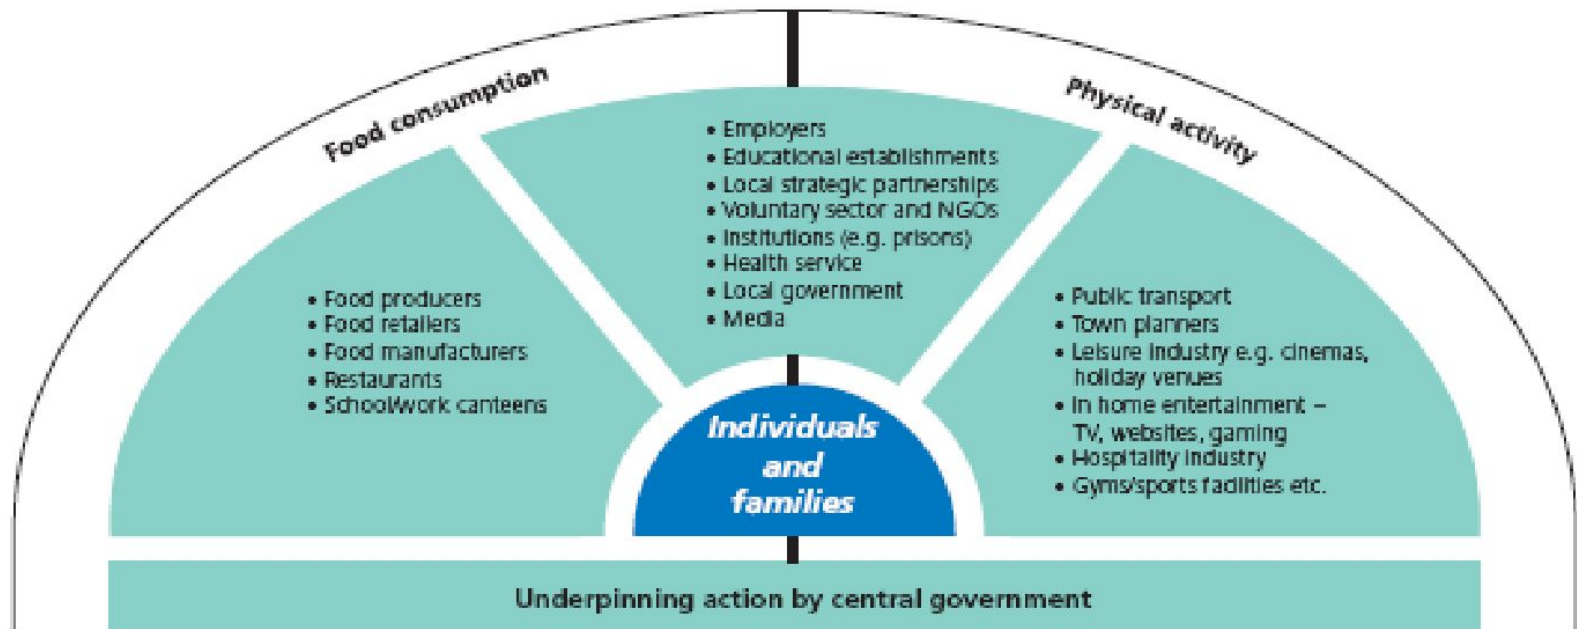 Food consumption
Physical activity
• Employers
• Educational establishments
• Local strategic partnerships
• Voluntary sector and NGOs
• Institutions (e.g. prisons)
• Health service
• Local government
• Media
• Food producers
• Food retailers
• Food manufacturers
• Restaurants
• School/work canteens
• Public transport
• Town planners
• Leisure industry e.g. cinemas,
holiday venues
• In home entertainment –
TV, websites, gaming
• Hospitality industry
• Gyms/sports facilities etc.
Individuals
and
families
Underpinning action by central government